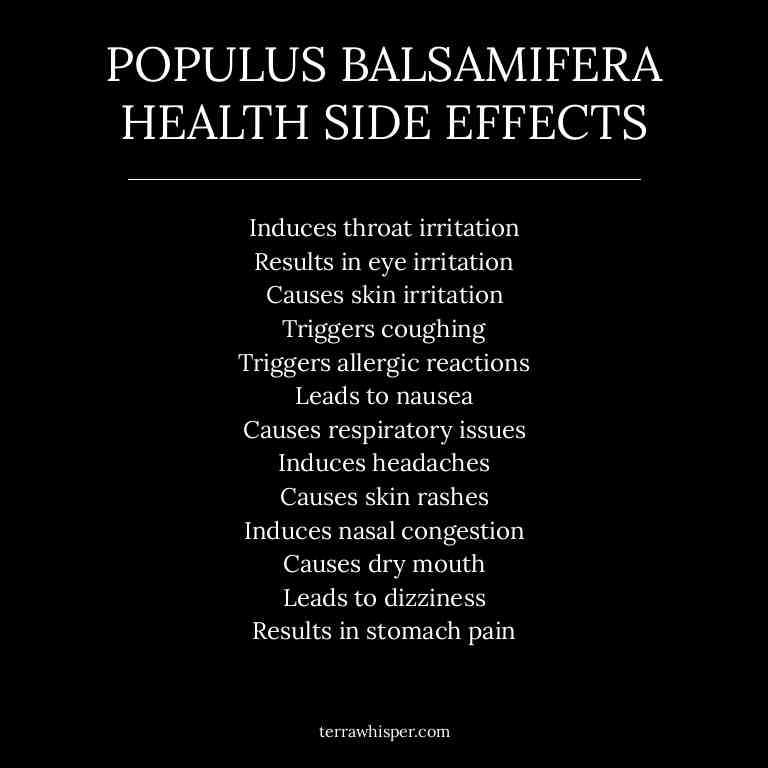 POPULUS BALSAMIFERA
HEALTH SIDE EFFECTS
Induces throat irritation
Results in eye irritation
Causes skin irritation
Triggers coughing
Triggers allergic reactions
Leads to nausea
Causes respiratory issues
Induces headaches
Causes skin rashes
Induces nasal congestion
Causes dry mouth
Leads to dizziness
Results in stomach pain
terrawhisper.com